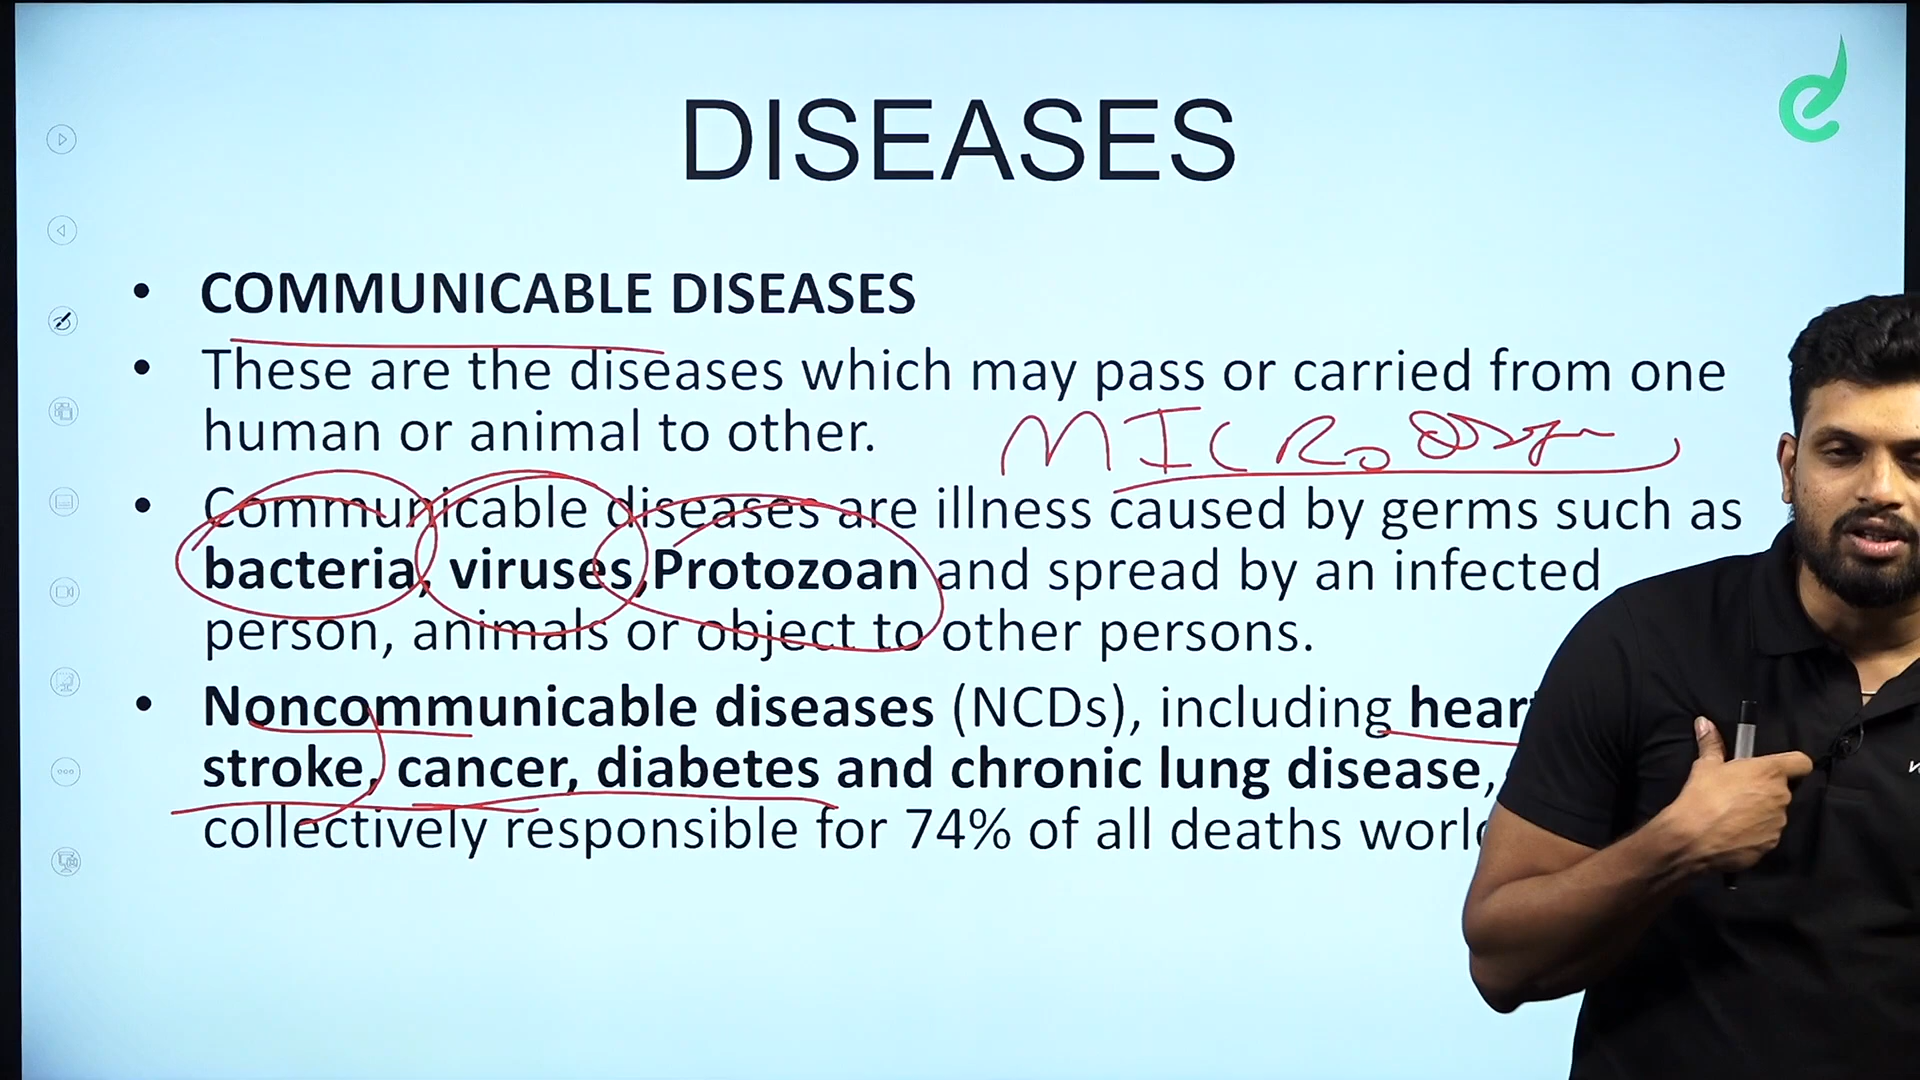 DISEASES
• COMMUNICABLE DISEASES
• These are the diseases which may pass or carried from one
human or animal to other.
MICRO
• Communicable diseases are illness caused by germs such as
bacteria, viruses,Protozoan and spread by an infected
person, animals or object to other persons.
• Noncommunicable diseases (NCDs), including heart
stroke, cancer, diabetes and chronic lung disease,
collectively responsible for 74% of all deaths